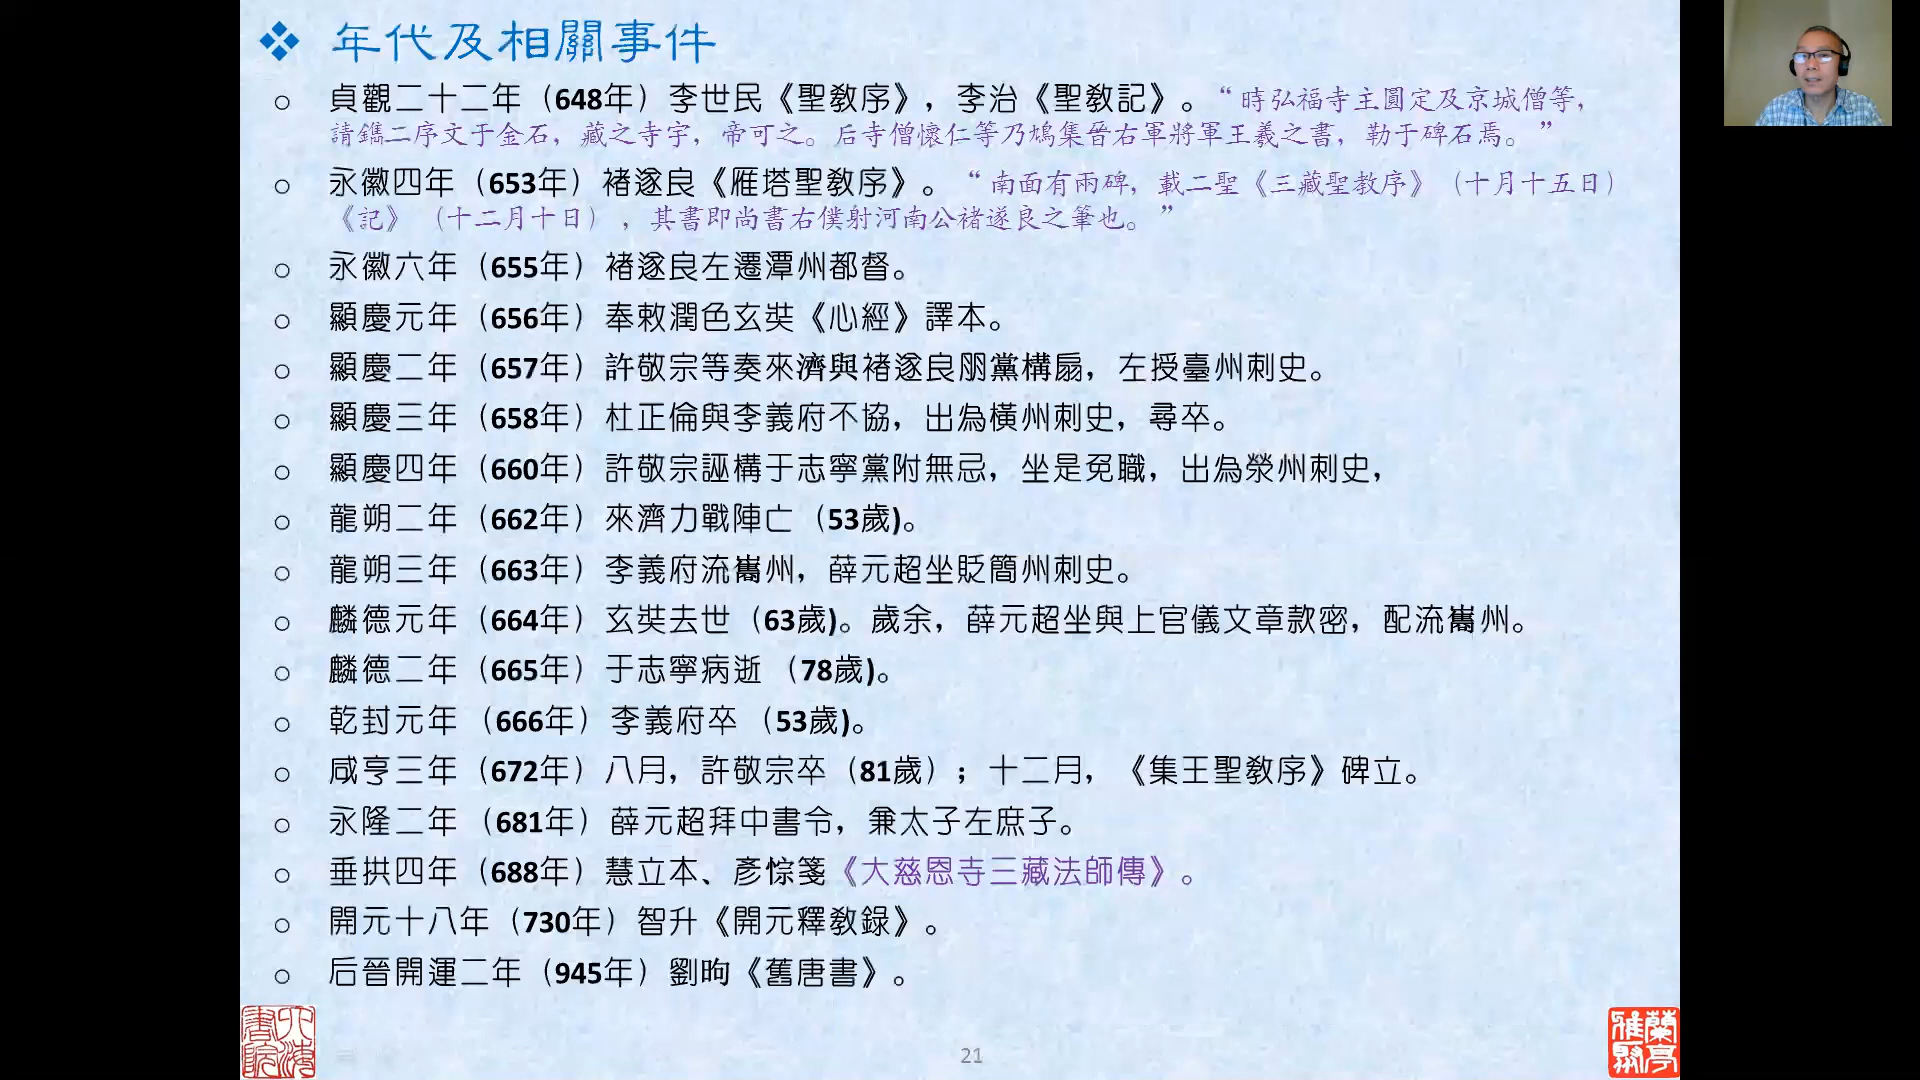 ❖ 年代及相關事件
○ 貞觀二十二年（648年）李世民《聖教序》，李治《聖教記》。“時弘福寺主圓定及京城僧等，
請鐫二序文于金石，藏之寺宇，帝可之。后寺僧懷仁等乃鳩集晉右軍將軍王羲之書，勒于碑石焉。”
○ 永徽四年（653年）褚遂良《雁塔聖教序》。“南面有兩碑，載二聖《三藏聖教序》（十月十五日）
《記》（十二月十日），其書即尚書右僕射河南公褚遂良之筆也。”
○ 永徽六年（655年）褚遂良左遷潭州都督。
○ 顯慶元年（656年）奉敕潤色玄奘《心經》譯本。
○ 顯慶二年（657年）許敬宗等奏來濟與褚遂良朋黨構扇，左授臺州刺史。
○ 顯慶三年（658年）杜正倫與李義府不協，出為橫州刺史，尋卒。
○ 顯慶四年（660年）許敬宗誣構于志寧黨附無忌，坐是免職，出為滎州刺史，
○ 龍朔二年（662年）來濟力戰陣亡（53歲)。
○ 龍朔三年（663年）李義府流巂州，薛元超坐貶簡州刺史。
○ 麟德元年（664年）玄奘去世（63歲)。歲余，薛元超坐與上官儀文章款密，配流巂州。
○ 麟德二年（665年）于志寧病逝（78歲)。
○ 乾封元年（666年）李義府卒（53歲)。
○ 咸亨三年（672年）八月，許敬宗卒（81歲）；十二月，《集王聖教序》碑立。
○ 永隆二年（681年）薛元超拜中書令，兼太子左庶子。
○ 垂拱四年（688年）慧立本、彥悰箋《大慈恩寺三藏法師傳》。
○ 開元十八年（730年）智升《開元釋教録》。
○ 后晉開運二年（945年）劉昫《舊唐書》。
蘭亭
雅翫
21